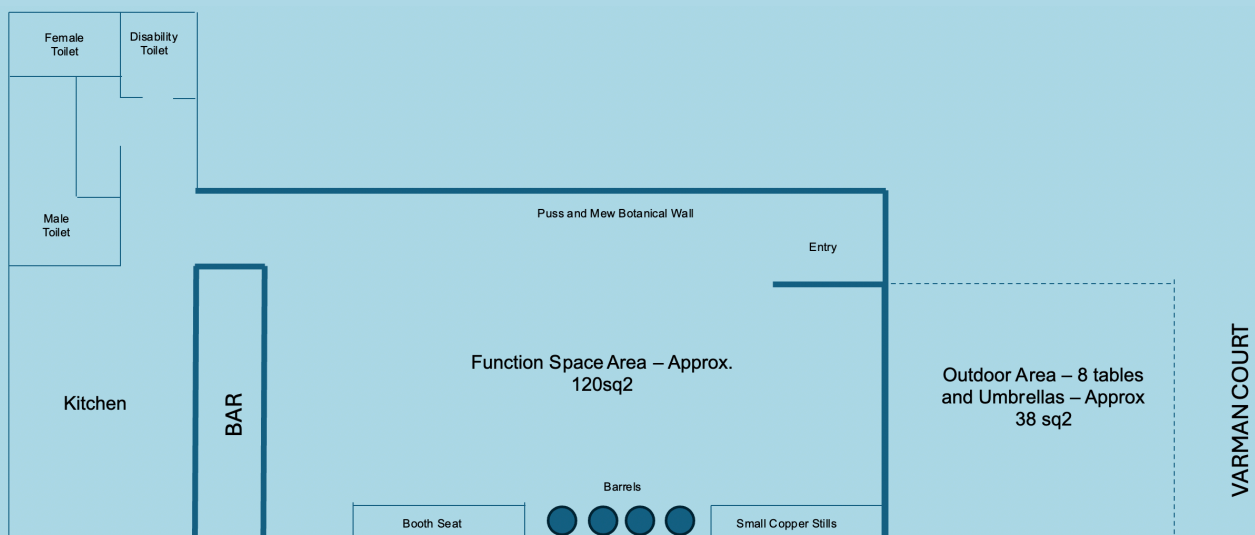 Female
Toilet
Disability
Toilet
Puss and Mew Botanical Wall
Male
Toilet
Entry
Function Space Area – Approx.
120sq2
Outdoor Area – 8 tables
and Umbrellas – Approx
38 sq2
VARMAN COURT
Kitchen
BAR
Barrels
Booth Seat
Small Copper Stills